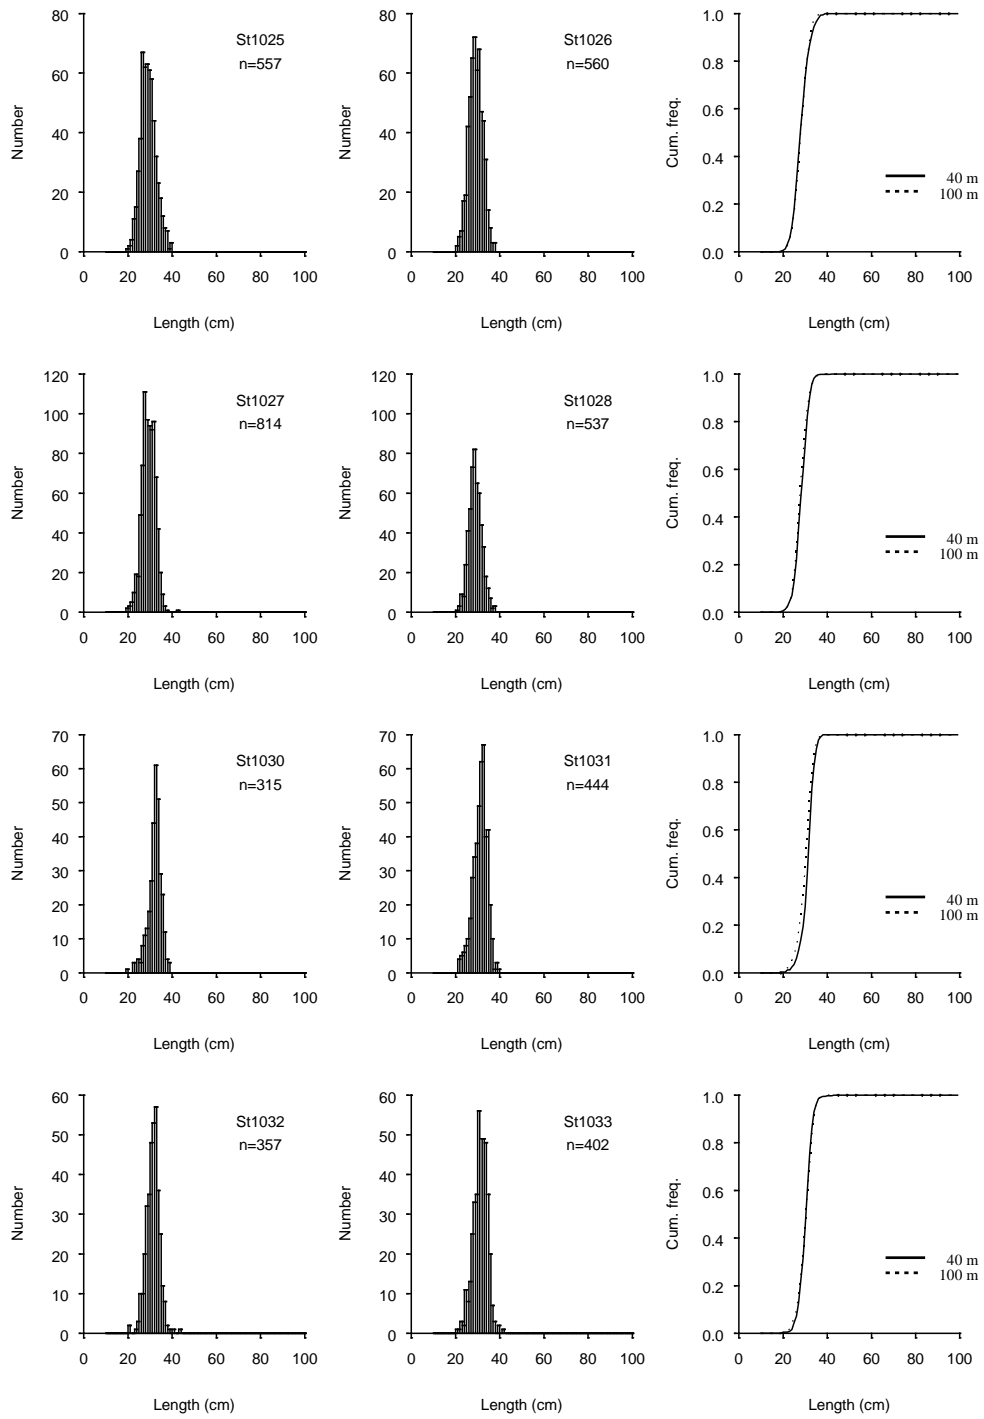 St1025
n=557
80
60
40
20
0
Number
0 20 40 60 80 100
Length (cm)
St1026
n=560
80
60
40
20
0
Number
0 20 40 60 80 100
Length (cm)
1.0
0.8
0.6
0.4
0.2
0.0
Cum. freq.
40 m
100 m
0 20 40 60 80 100
Length (cm)
St1027
n=814
120
100
80
60
40
20
0
Number
0 20 40 60 80 100
Length (cm)
St1028
n=537
120
100
80
60
40
20
0
Number
0 20 40 60 80 100
Length (cm)
1.0
0.8
0.6
0.4
0.2
0.0
Cum. freq.
40 m
100 m
0 20 40 60 80 100
Length (cm)
St1030
n=315
70
60
50
40
30
20
10
0
Number
0 20 40 60 80 100
Length (cm)
St1031
n=444
70
60
50
40
30
20
10
0
Number
0 20 40 60 80 100
Length (cm)
1.0
0.8
0.6
0.4
0.2
0.0
Cum. freq.
40 m
100 m
0 20 40 60 80 100
Length (cm)
St1032
n=357
60
50
40
30
20
10
0
Number
0 20 40 60 80 100
Length (cm)
St1033
n=402
60
50
40
30
20
10
0
Number
0 20 40 60 80 100
Length (cm)
1.0
0.8
0.6
0.4
0.2
0.0
Cum. freq.
40 m
100 m
0 20 40 60 80 100
Length (cm)